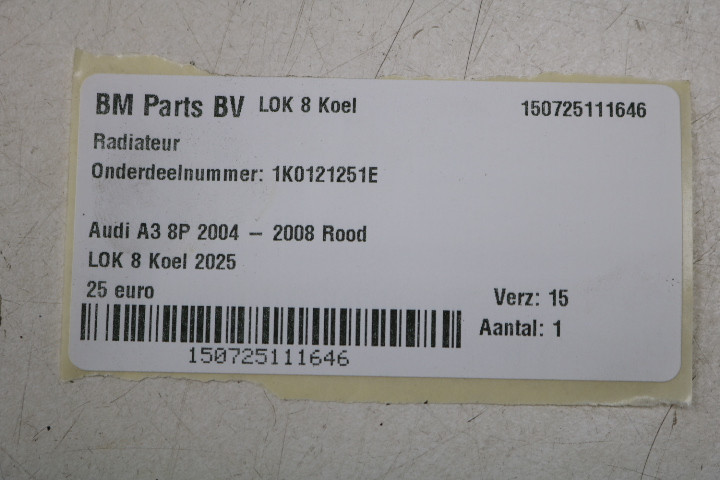 BM Parts BV LOK 8 Koel 150725111646
Radiateur
Onderdeelnummer: 1K0121251E
Audi A3 8P 2004 – 2008 Rood
LOK 8 Koel 2025
25 euro
Verz: 15
Aantal: 1
150725111646